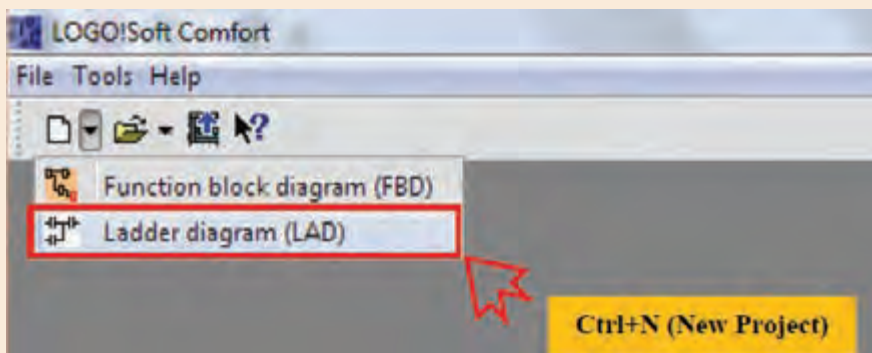 LOGO!Soft Comfort
File Tools Help
Function block diagram (FBD)
Ladder diagram (LAD)
Ctrl+N (New Project)